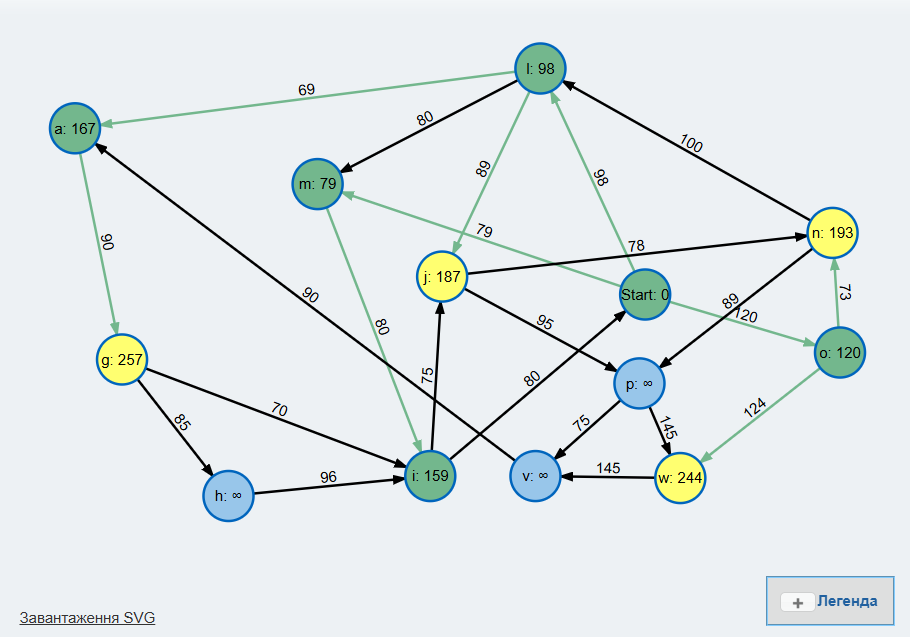 l: 98
69
a: 167
80
100
89
98
m: 79
79
n: 193
90
78
j: 187
Start: 0
73
90
89
120
95
80
o: 120
g: 257
75
80
p: ∞
70
124
85
75
145
96
i: 159
v: ∞
145
w: 244
h: ∞
+ Легенда
Завантаження SVG